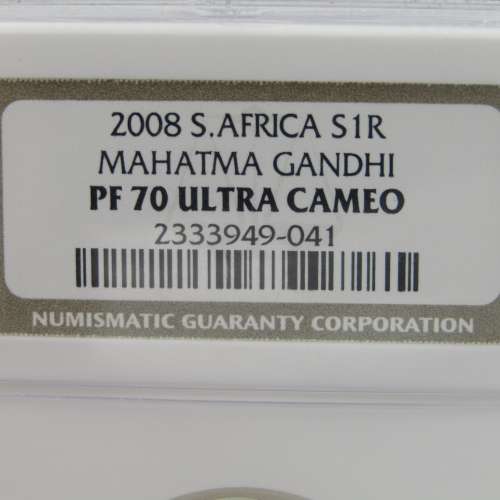 2008 S.AFRICA S1R
MAHATMA GANDHI
PF 70 ULTRA CAMEO
2333949-041
NUMISMATIC GUARANTY CORPORATION